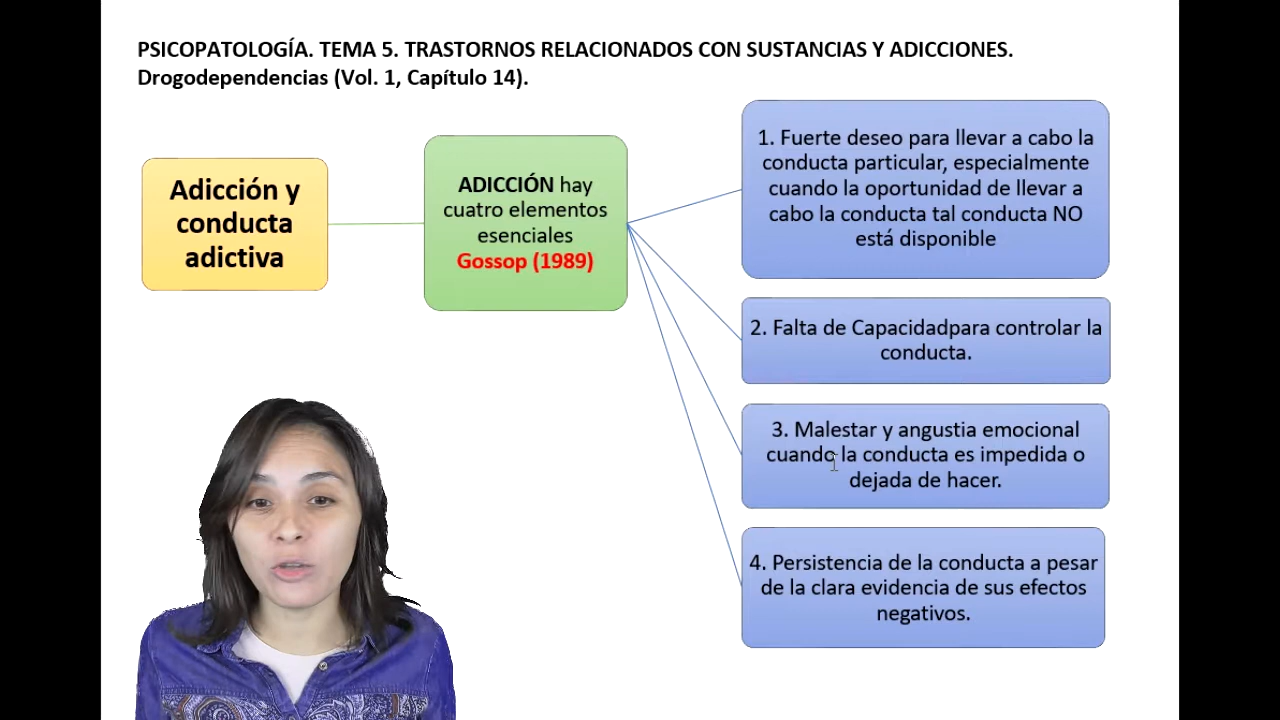 PSICOPATOLOGÍA. TEMA 5. TRASTORNOS RELACIONADOS CON SUSTANCIAS Y ADICCIONES.
Drogodependencias (Vol. 1, Capítulo 14).
Adicción y
conducta
adictiva
ADICCIÓN hay
cuatro elementos
esenciales
Gossop (1989)
1. Fuerte deseo para llevar a cabo la
conducta particular, especialmente
cuando la oportunidad de llevar a
cabo la conducta tal conducta NO
está disponible
2. Falta de Capacidadpara controlar la
conducta.
3. Malestar y angustia emocional
cuando la conducta es impedida o
dejada de hacer.
4. Persistencia de la conducta a pesar
de la clara evidencia de sus efectos
negativos.